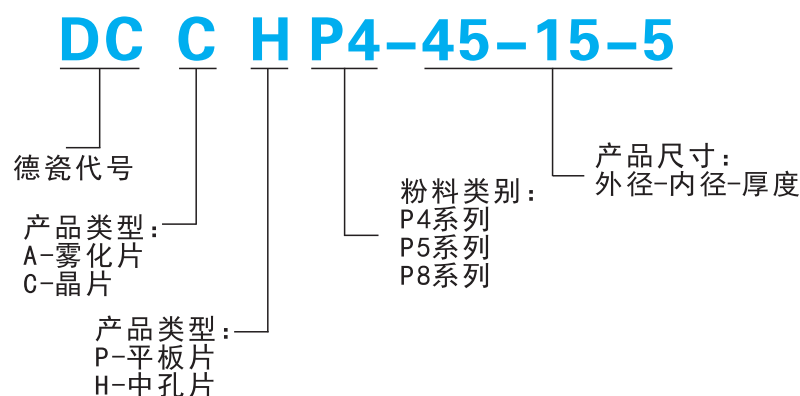 DC C H P4-45-15-5
德瓷代号
产品类型:
A-雾化片
C-晶片
产品类型:
P-平板片
H-中孔片
粉料类别:
P4系列
P5系列
P8系列
产品尺寸:
外径-内径-厚度